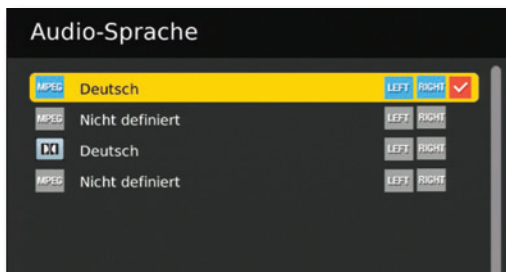 Audio-Sprache
MPEG Deutsch LEFT RIGHT
MPEG Nicht definiert LEFT RIGHT
Deutsch LEFT RIGHT
MPEG Nicht definiert LEFT RIGHT